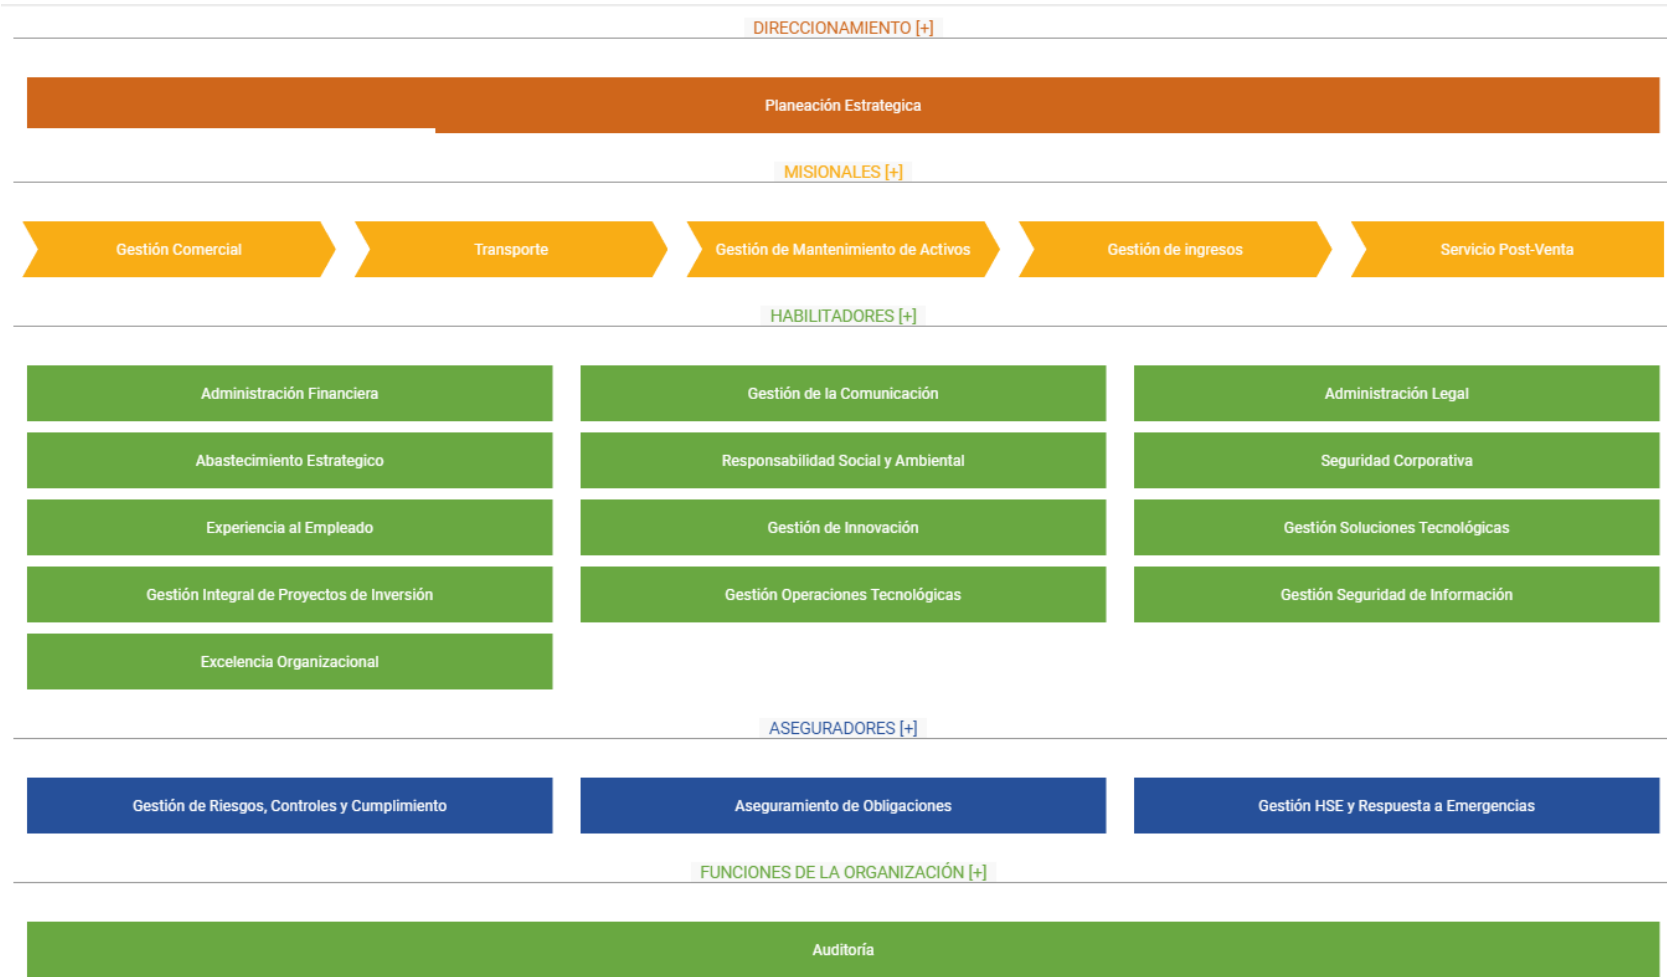 DIRECCIONAMIENTO [+]
Planeación Estrategica
MISIONALES [+]
Gestión Comercial
Transporte
Gestión de Mantenimiento de Activos
Gestión de ingresos
Servicio Post-Venta
HABILITADORES [+]
Administración Financiera
Gestión de la Comunicación
Administración Legal
Abastecimiento Estrategico
Responsabilidad Social y Ambiental
Seguridad Corporativa
Experiencia al Empleado
Gestión de Innovación
Gestión Soluciones Tecnológicas
Gestión Integral de Proyectos de Inversión
Gestión Operaciones Tecnológicas
Gestión Seguridad de Información
Excelencia Organizacional
ASEGURADORES [+]
Gestión de Riesgos, Controles y Cumplimiento
Aseguramiento de Obligaciones
Gestión HSE y Respuesta a Emergencias
FUNCIONES DE LA ORGANIZACIÓN [+]
Auditoría